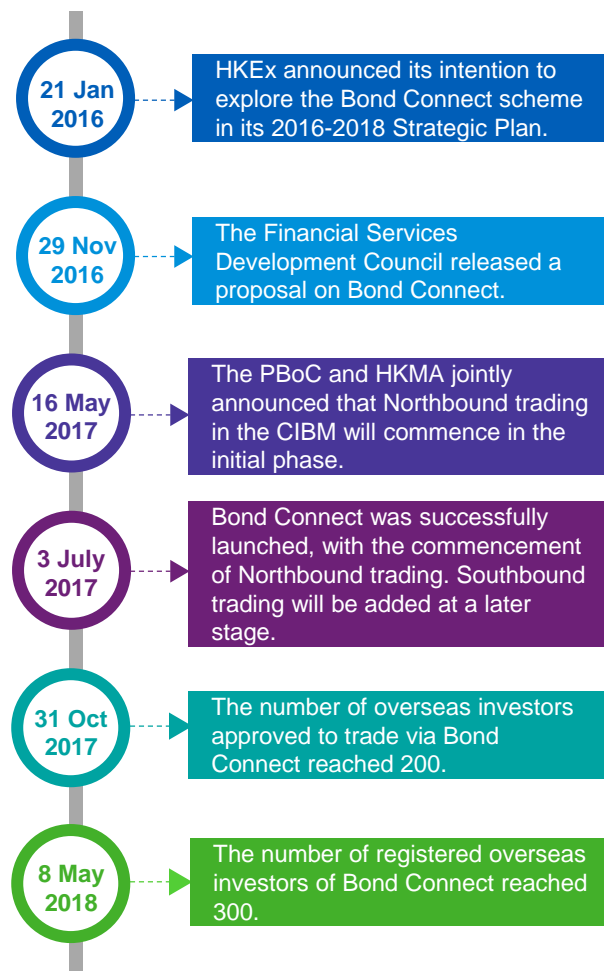 21 Jan
2016
HKEx announced its intention to
explore the Bond Connect scheme
in its 2016-2018 Strategic Plan.
29 Nov
2016
The Financial Services
Development Council released a
proposal on Bond Connect.
16 May
2017
The PBoC and HKMA jointly
announced that Northbound trading
in the CIBM will commence in the
initial phase.
3 July
2017
Bond Connect was successfully
launched, with the commencement
of Northbound trading. Southbound
trading will be added at a later
stage.
31 Oct
2017
The number of overseas investors
approved to trade via Bond
Connect reached 200.
8 May
2018
The number of registered overseas
investors of Bond Connect reached
300.